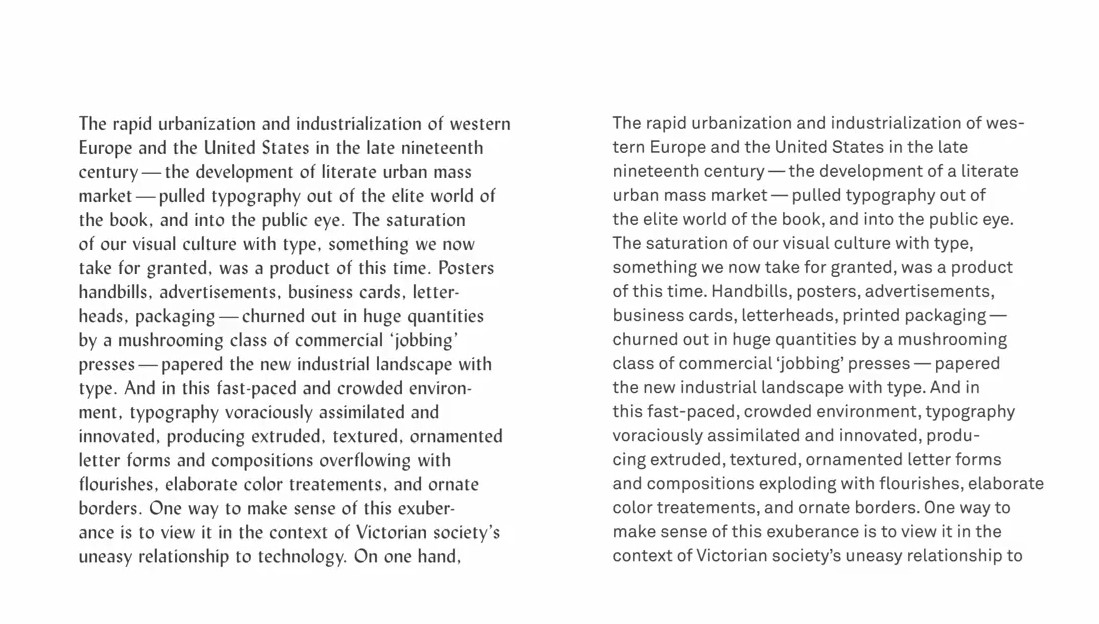 The rapid urbanization and industrialization of western
Europe and the United States in the late nineteenth
century — the development of literate urban mass
market — pulled typography out of the elite world of
the book, and into the public eye. The saturation
of our visual culture with type, something we now
take for granted, was a product of this time. Posters
handbills, advertisements, business cards, letter-
heads, packaging — churned out in huge quantities
by a mushrooming class of commercial ‘jobbing’
presses — papered the new industrial landscape with
type. And in this fast-paced and crowded environ-
ment, typography voraciously assimilated and
innovated, producing extruded, textured, ornamented
letter forms and compositions overflowing with
flourishes, elaborate color treatements, and ornate
borders. One way to make sense of this exuber-
ance is to view it in the context of Victorian society’s
uneasy relationship to technology. On one hand,
The rapid urbanization and industrialization of wes-
tern Europe and the United States in the late
nineteenth century — the development of a literate
urban mass market — pulled typography out of
the elite world of the book, and into the public eye.
The saturation of our visual culture with type,
something we now take for granted, was a product
of this time. Handbills, posters, advertisements,
business cards, letterheads, printed packaging —
churned out in huge quantities by a mushrooming
class of commercial ‘jobbing’ presses — papered
the new industrial landscape with type. And in
this fast-paced, crowded environment, typography
voraciously assimilated and innovated, produ-
cing extruded, textured, ornamented letter forms
and compositions exploding with flourishes, elaborate
color treatements, and ornate borders. One way to
make sense of this exuberance is to view it in the
context of Victorian society’s uneasy relationship to